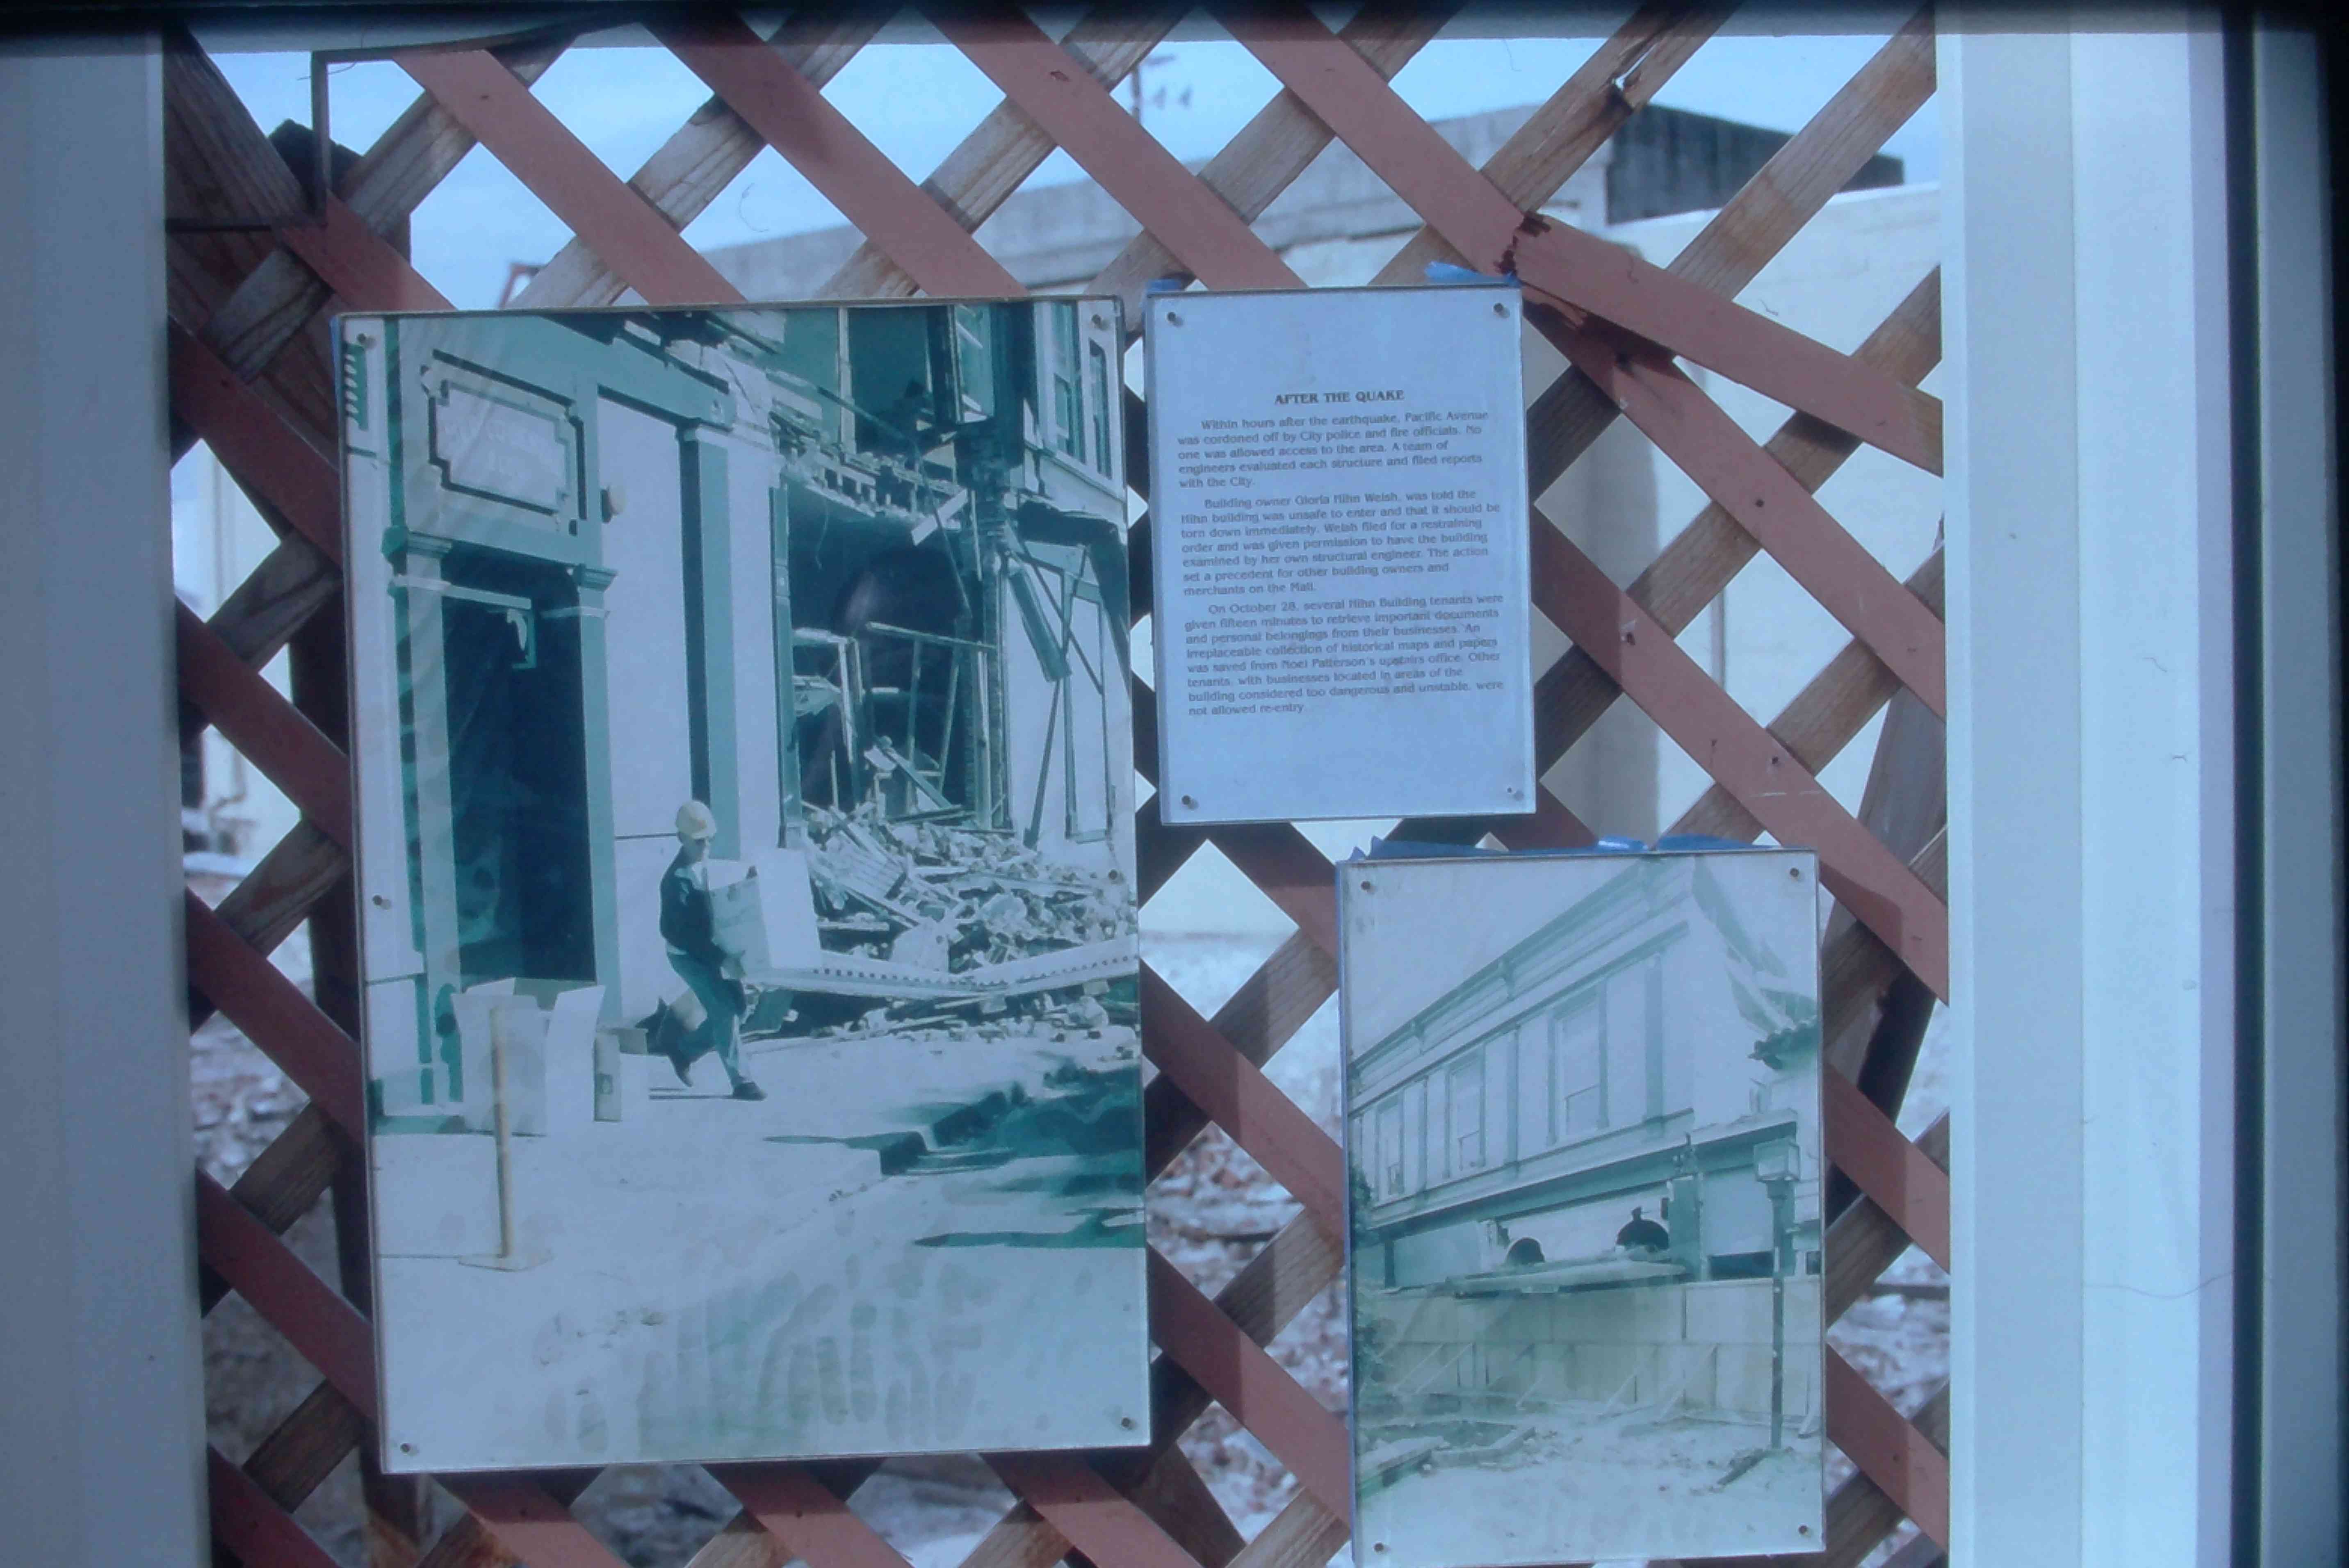 AFTER THE QUAKE
Within hours after the earthquake, Pacific Avenue
was cordoned off by City police and fire officials. No
one was allowed access to the area. A team of
engineers evaluated each structure and filed reports
with the City.
Building owner Gloria Hihn Welsh, was told the
Hihn building was unsafe to enter and that it should be
torn down immediately. Welsh filed for a restraining
order and was given permission to have the building
examined by her own structural engineer. The action
set a precedent for other building owners and
merchants on the Mall.
On October 28, several Hihn Building tenants were
given fifteen minutes to retrieve important documents
and personal belongings from their businesses. An
irreplaceable collection of historical maps and papers
was saved from Noel Patterson's upstairs office. Other
tenants, with businesses located in areas of the
building considered too dangerous and unstable, were
not allowed re-entry.